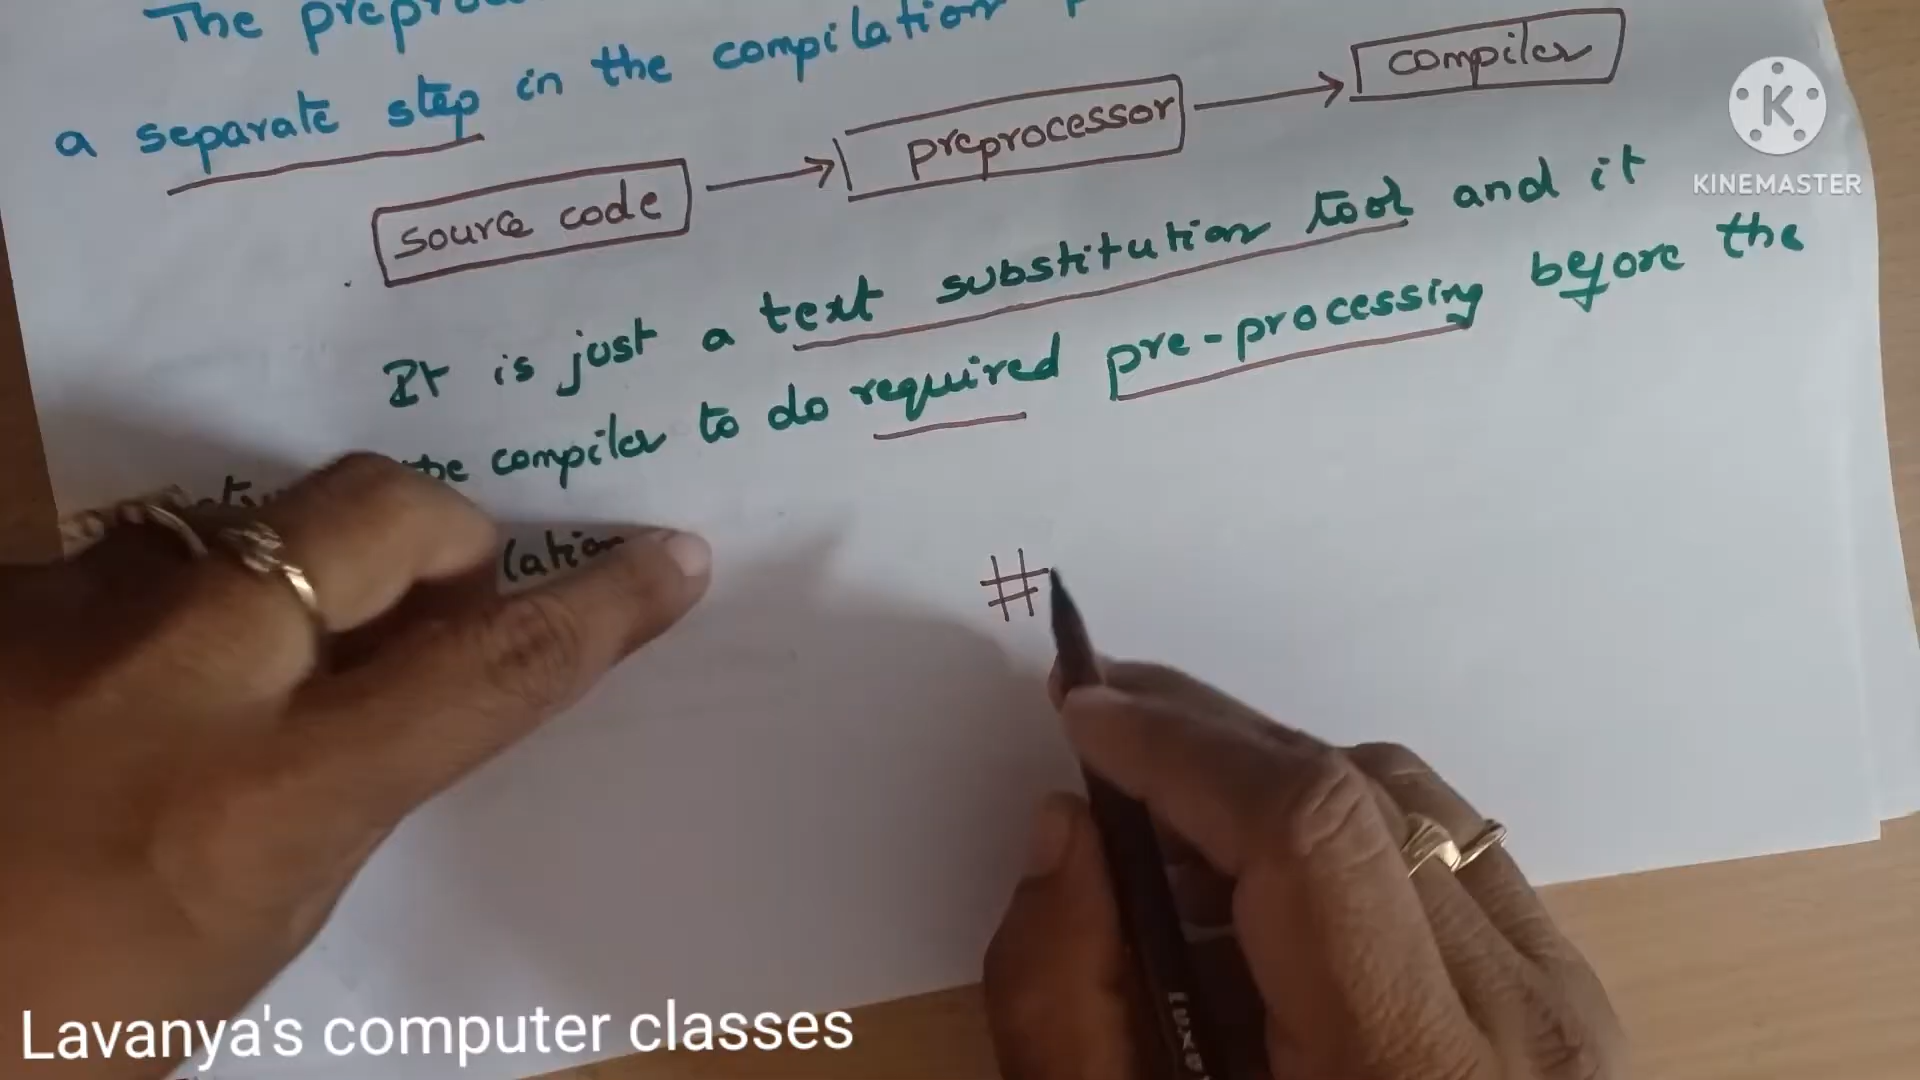 The
a separate step in the compilation
source code
preprocessor
compiler
It is just a text substitution tool and it
compiler to do required pre-processing before the
#
KINEMASTER
Lavanya's computer classes